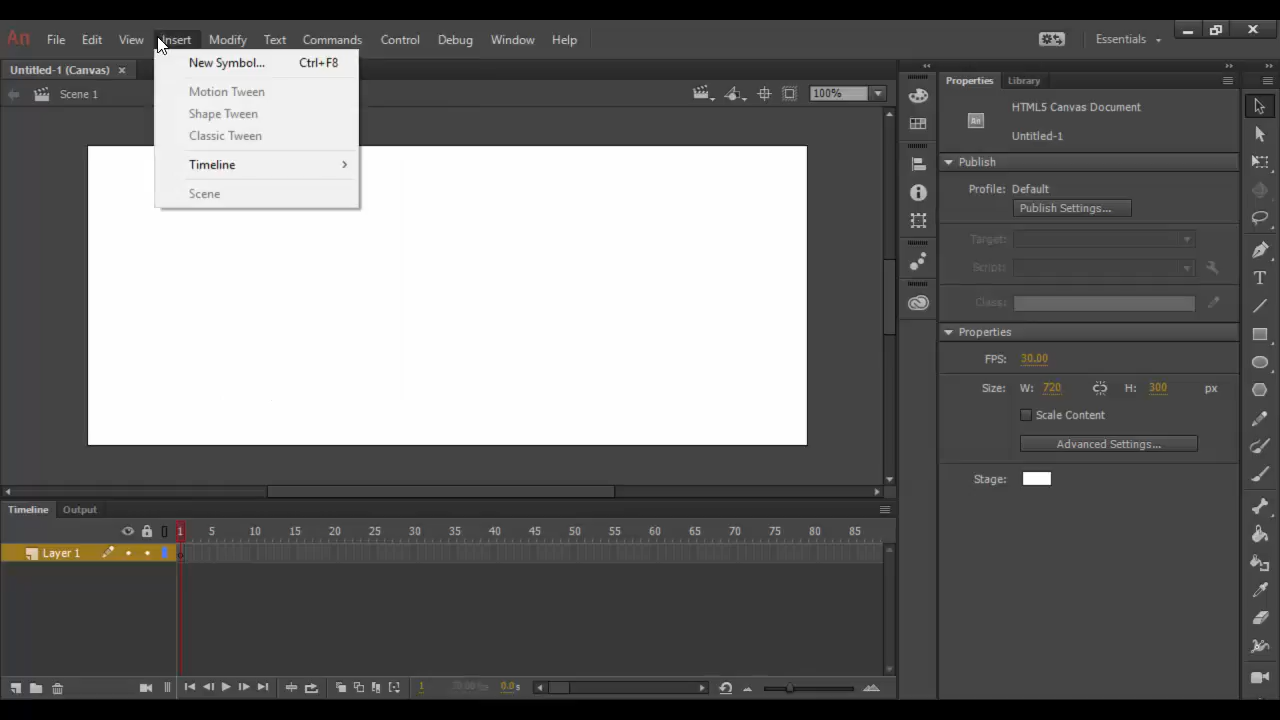 An File Edit View Insert Modify Text Commands Control Debug Window Help Essentials
Untitled-1 (Canvas) ×
Scene 1
100%
New Symbol... Ctrl+F8
Motion Tween
Shape Tween
Classic Tween
Timeline
Scene
Properties Library
An HTML5 Canvas Document
Untitled-1
Publish
Profile: Default
Publish Settings...
Target:
Script:
Class:
Properties
FPS: 30.00
Size: W: 720 H: 300 px
Scale Content
Advanced Settings...
Stage:
T
Timeline Output
1 5 10 15 20 25 30 35 40 45 50 55 60 65 70 75 80 85
Layer 1
1 30.00 fps 0.0s